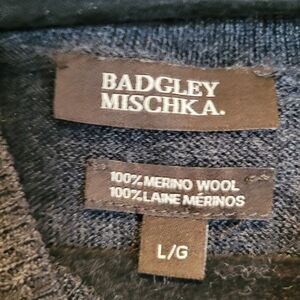 BADGLEY
MISCHKA.
100% MERINO WOOL
100% LAINE MÉRINOS
L/G